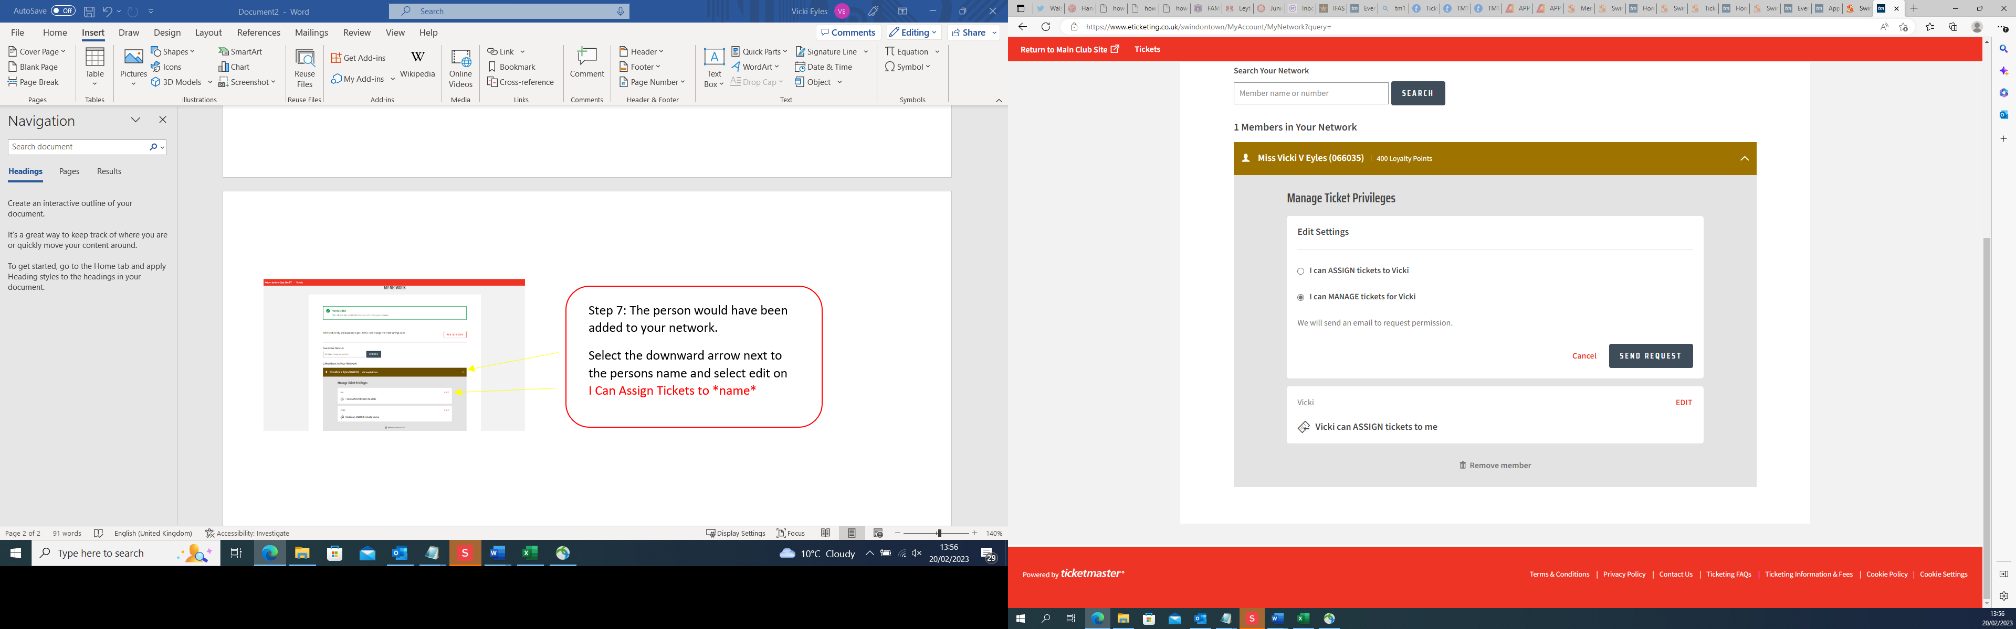 AutoSave Off
Document2 - Word
Search
Vicki Eyles VE
File Home Insert Draw Design Layout References Mailings Review View Help
Comments Editing Share
Cover Page
Blank Page
Page Break
Pages
Table
Tables
Pictures
Shapes
Icons
3D Models
SmartArt
Chart
Screenshot
Illustrations
Reuse Files
Reuse Files
Get Add-ins
My Add-ins
Wikipedia
Add-ins
Online Videos
Media
Link
Bookmark
Cross-reference
Links
Comment
Comments
Header
Footer
Page Number
Header & Footer
Text Box
Quick Parts
WordArt
Drop Cap
Signature Line
Date & Time
Object
Text
Equation
Symbol
Symbols
Navigation
Search document
Headings Pages Results
Create an interactive outline of your
document.
It's a great way to keep track of where you are
or quickly move your content around.
To get started, go to the Home tab and apply
Heading styles to the headings in your
document.
Step 7: The person would have been
added to your network.
Select the downward arrow next to
the persons name and select edit on
I Can Assign Tickets to *name*
Page 2 of 2 91 words English (United Kingdom) Accessibility: Investigate
Display Settings Focus 140%
Type here to search
10°C Cloudy
13:56
20/02/2023
29
https://www.eticketing.co.uk/swindontown/MyAccount/MyNetwork?query=
Return to Main Club Site Tickets
Search Your Network
Member name or number SEARCH
1 Members in Your Network
Miss Vicki V Eyles (066035) 400 Loyalty Points
Manage Ticket Privileges
Edit Settings
I can ASSIGN tickets to Vicki
I can MANAGE tickets for Vicki
We will send an email to request permission.
Cancel SEND REQUEST
Vicki EDIT
Vicki can ASSIGN tickets to me
Remove member
Powered by ticketmaster®
Terms & Conditions | Privacy Policy | Contact Us | Ticketing FAQs | Ticketing Information & Fees | Cookie Policy | Cookie Settings
13:56
20/02/2023